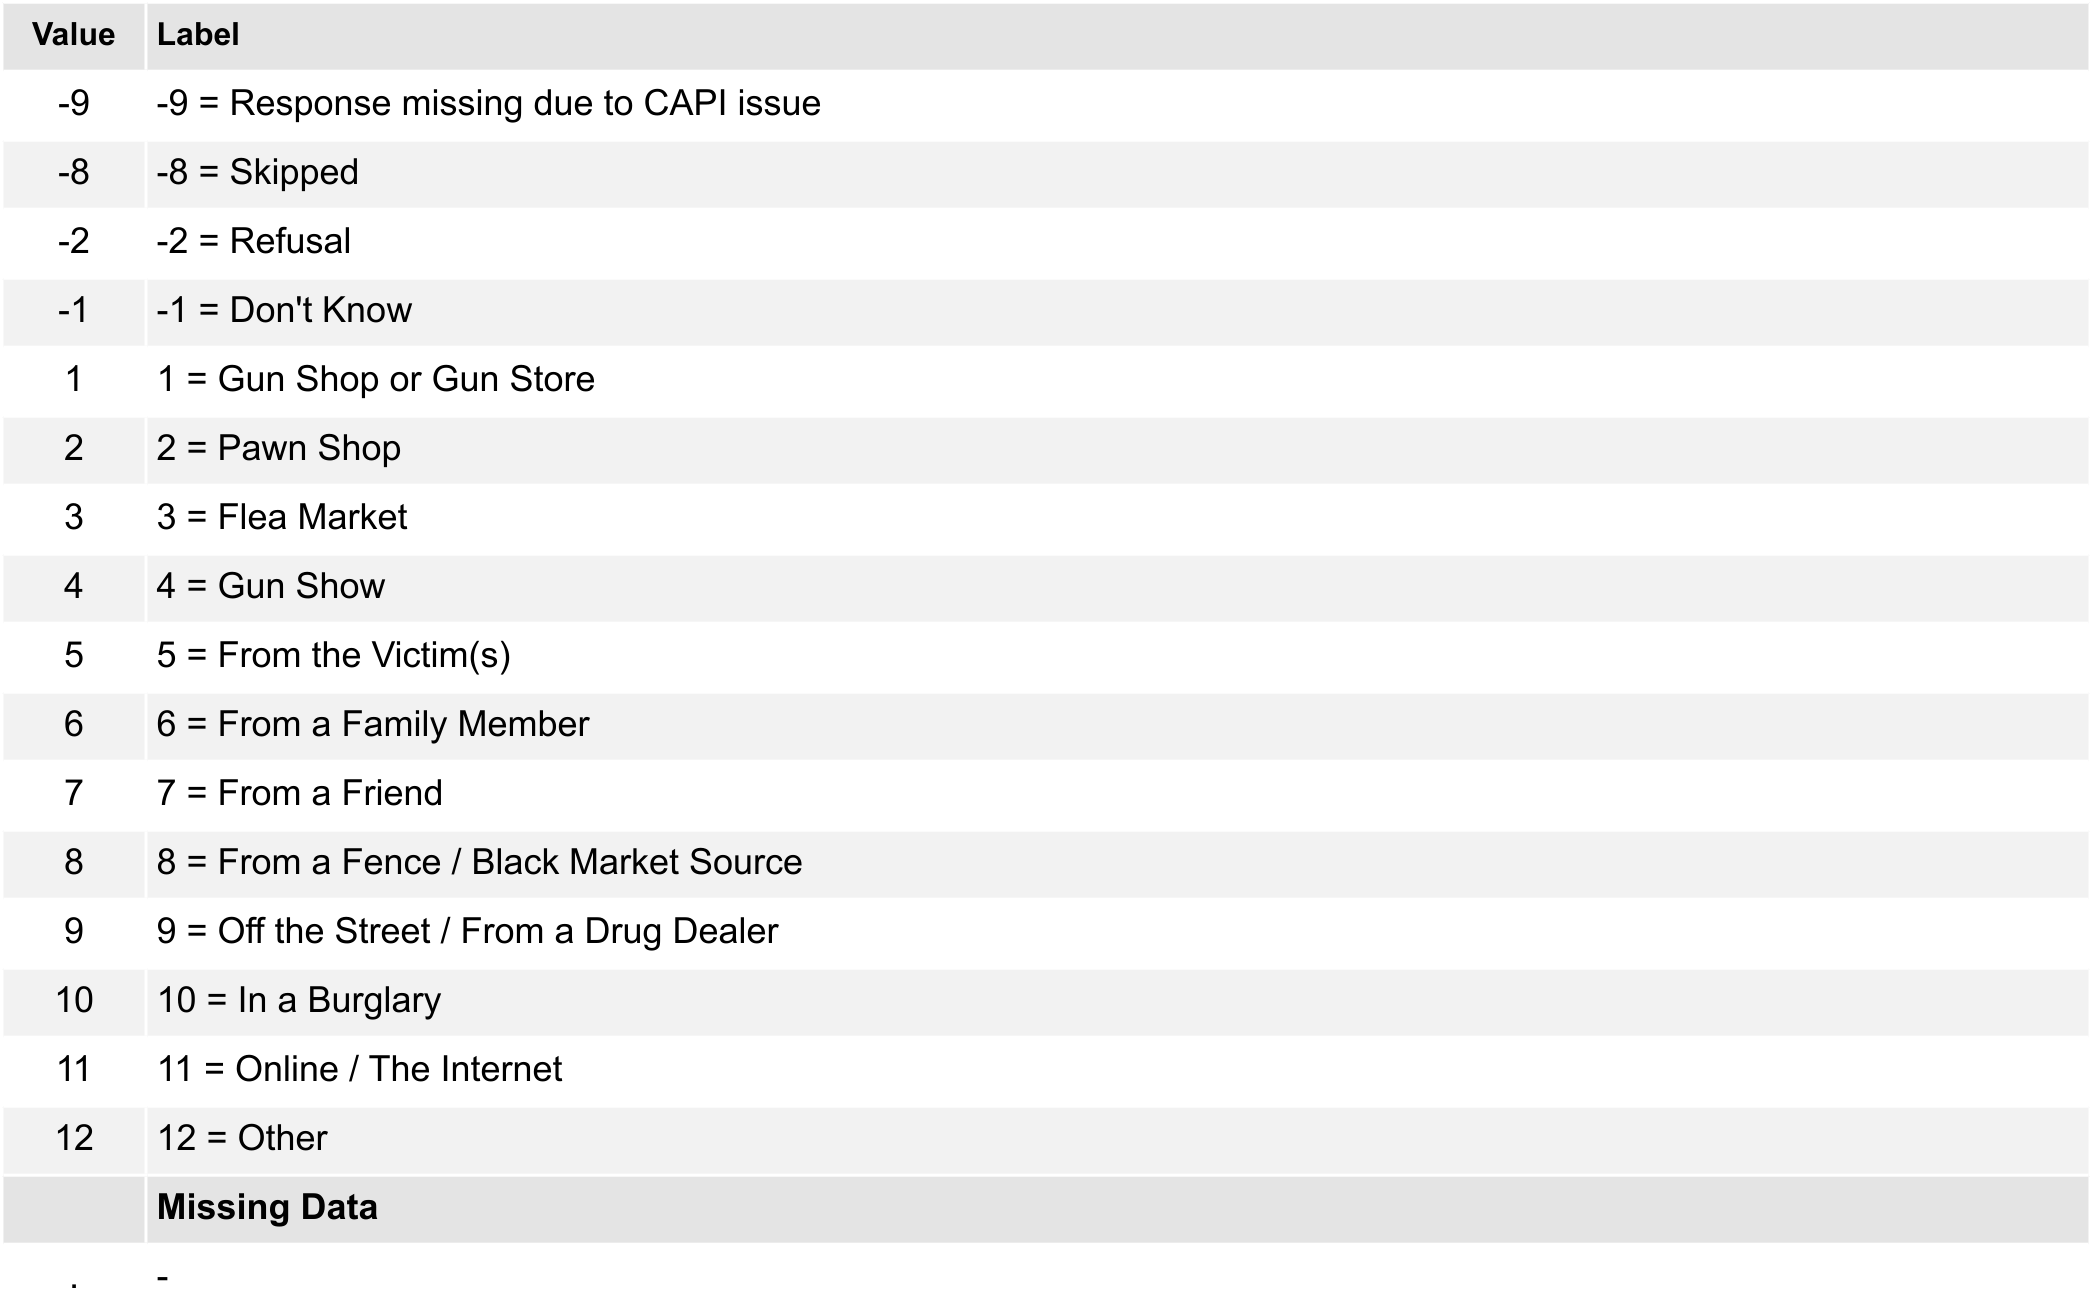 Value Label
-9 -9 = Response missing due to CAPI issue
-8 -8 = Skipped
-2 -2 = Refusal
-1 -1 = Don't Know
1 1 = Gun Shop or Gun Store
2 2 = Pawn Shop
3 3 = Flea Market
4 4 = Gun Show
5 5 = From the Victim(s)
6 6 = From a Family Member
7 7 = From a Friend
8 8 = From a Fence / Black Market Source
9 9 = Off the Street / From a Drug Dealer
10 10 = In a Burglary
11 11 = Online / The Internet
12 12 = Other
Missing Data
. -